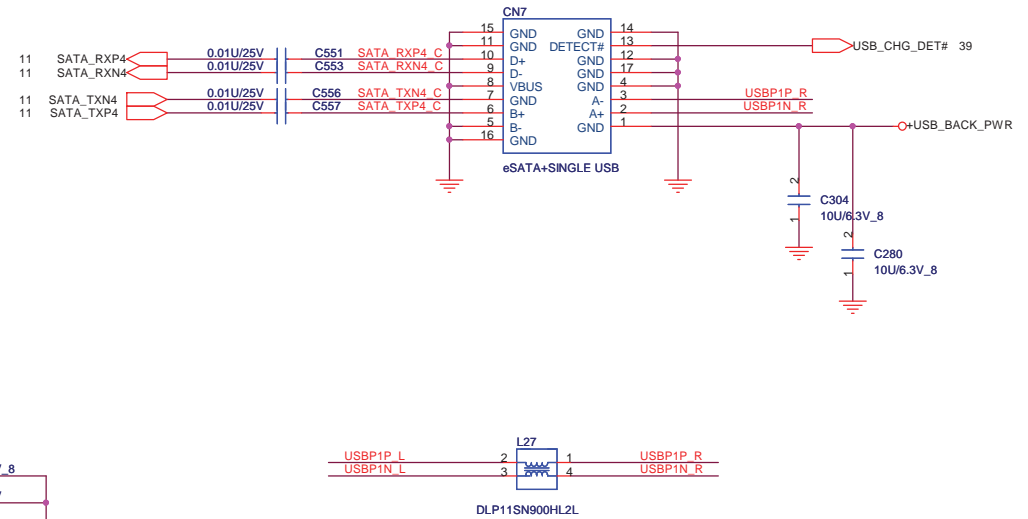 CN7
15 GND GND 14
11 GND DETECT# 13
10 D+ GND 12
9 D- GND 17
8 VBUS GND 4
7 GND A- 3
6 B+ A+ 2
5 B- GND 1
16 GND
eSATA+SINGLE USB
11 SATA_RXP4 0.01U/25V C551 SATA_RXP4_C
11 SATA_RXN4 0.01U/25V C553 SATA_RXN4_C
11 SATA_TXN4 0.01U/25V C556 SATA_TXN4_C
11 SATA_TXP4 0.01U/25V C557 SATA_TXP4_C
USB_CHG_DET# 39
USBP1P_R
USBP1N_R
+USB_BACK_PWR
2
C304
1 10U/6.3V_8
2
C280
1 10U/6.3V_8
L27
USBP1P_L 2 1 USBP1P_R
USBP1N_L 3 4 USBP1N_R
DLP11SN900HL2L
_8